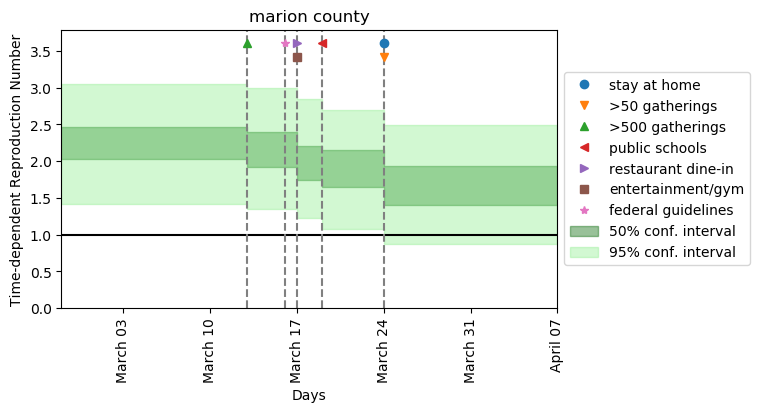 marion county
Time-dependent Reproduction Number
3.5
3.0
2.5
2.0
1.5
1.0
0.5
0.0
March 03
March 10
March 17
March 24
March 31
April 07
Days
stay at home
>50 gatherings
>500 gatherings
public schools
restaurant dine-in
entertainment/gym
federal guidelines
50% conf. interval
95% conf. interval